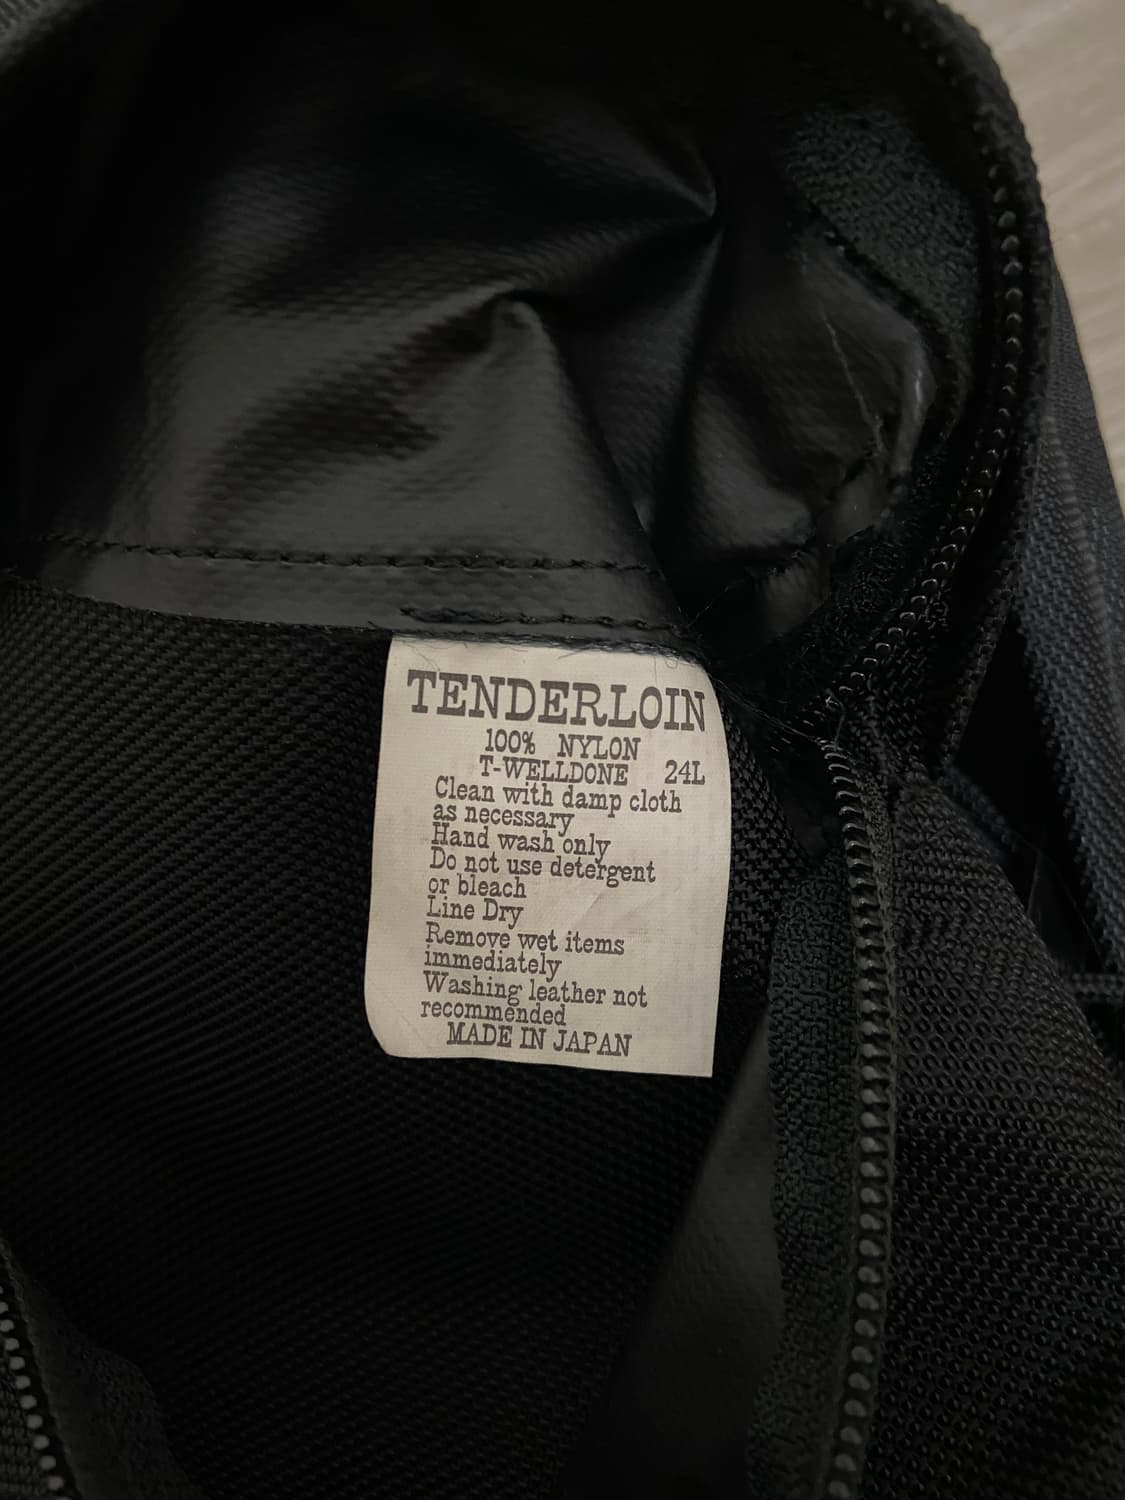 TENDERLOIN
100% NYLON
T-WELLDONE 24L
Clean with damp cloth
as necessary
Hand wash only
Do not use detergent
or bleach
Line Dry
Remove wet items
immediately
Washing leather not
recommended
MADE IN JAPAN